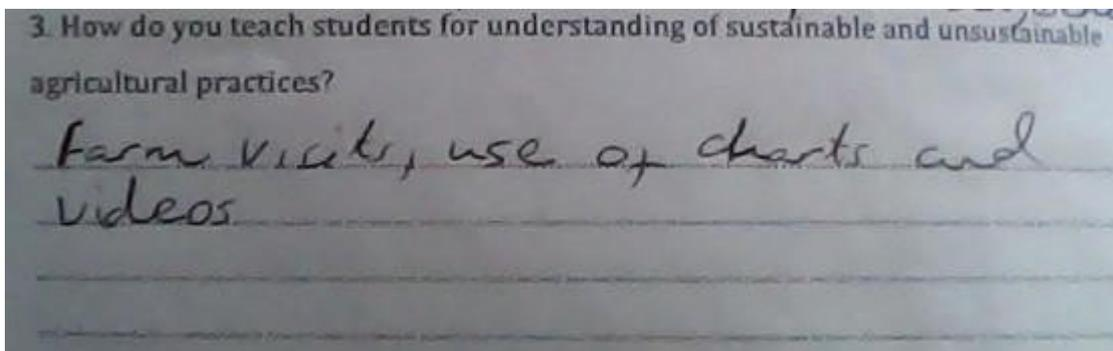 3. How do you teach students for understanding of sustainable and unsustainable
agricultural practices?
Farm visits, use of charts and
videos